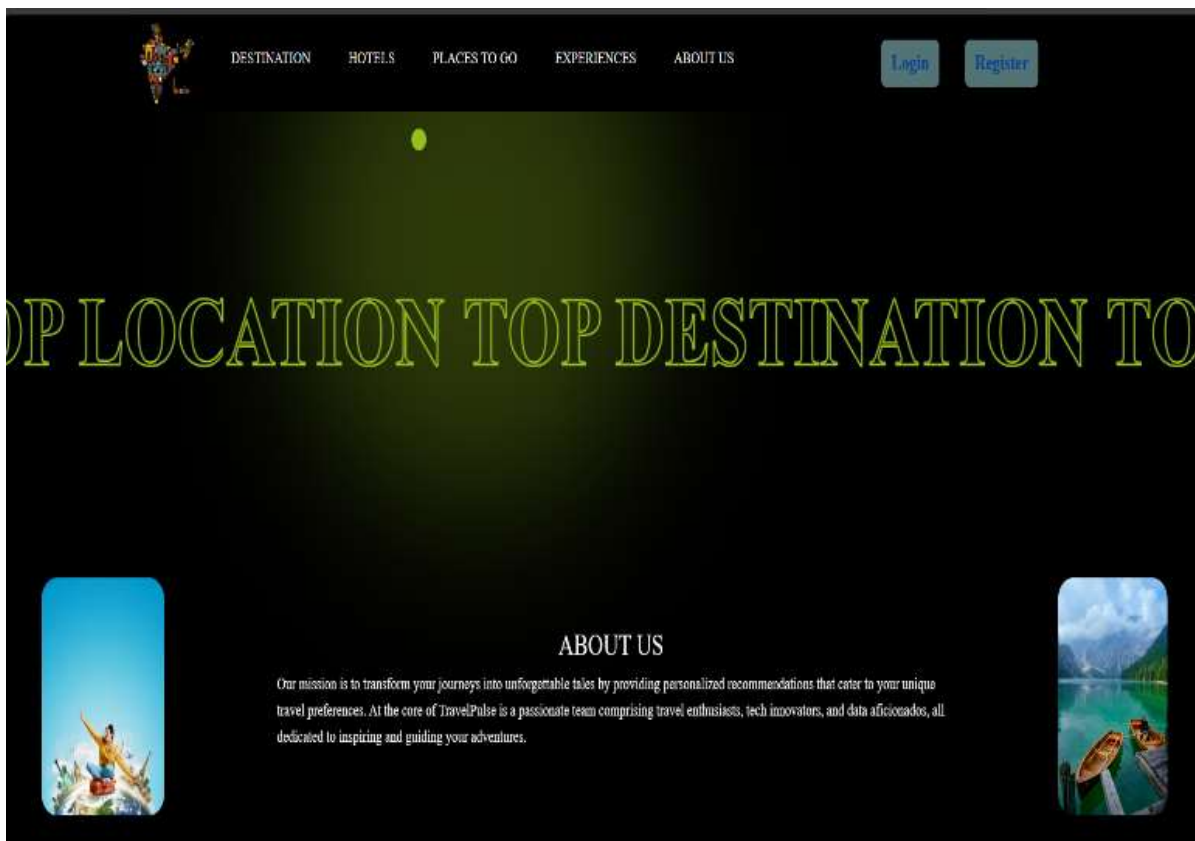 DESTINATION HOTELS PLACES TO GO EXPERIENCES ABOUT US Login Register
OP LOCATION TOP DESTINATION TO
ABOUT US
Our mission is to transform your journeys into unforgettable tales by providing personalized recommendations that cater to your unique
travel preferences. At the core of TravelPulse is a passionate team comprising travel enthusiasts, tech innovators, and data aficionados, all
dedicated to inspiring and guiding your adventures.